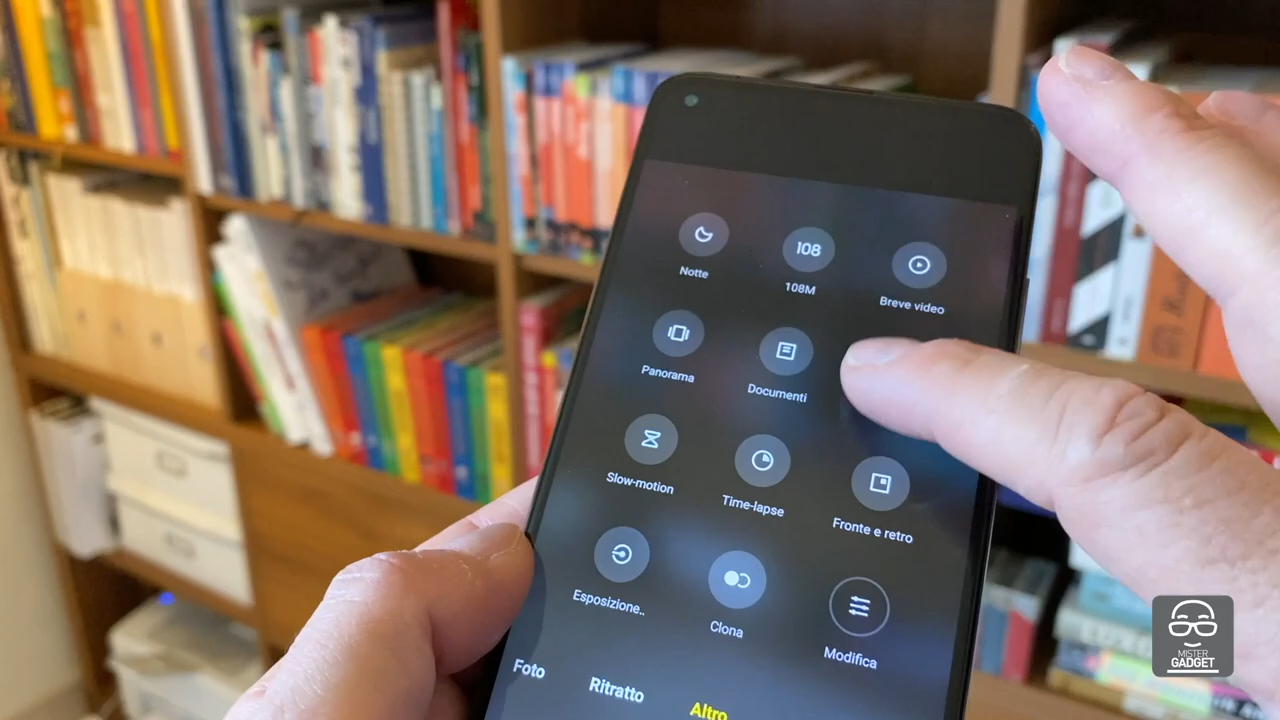 Notte
108
108M
Breve video
Panorama
Documenti
Slow-motion
Time-lapse
Fronte e retro
Esposizione..
Clona
Modifica
Foto
Ritratto
Altro
MISTER
GADGET